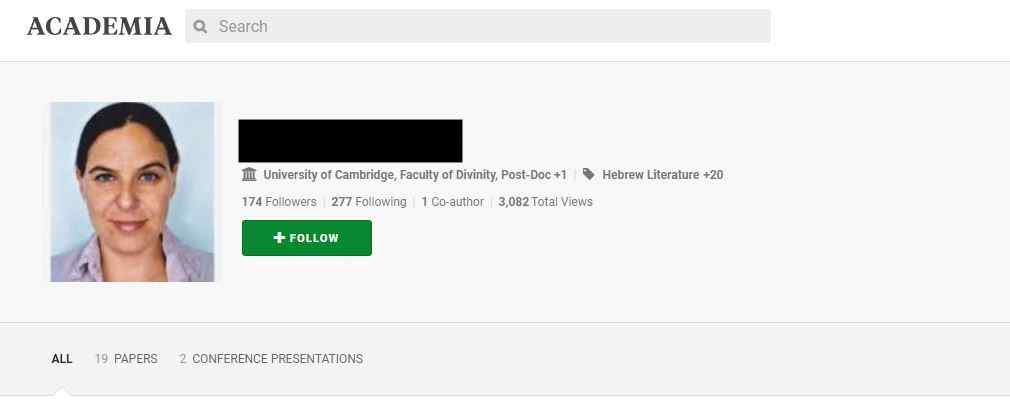 ACADEMIA Search
University of Cambridge, Faculty of Divinity, Post-Doc +1 Hebrew Literature +20
174 Followers 277 Following 1 Co-author 3,082 Total Views
FOLLOW
ALL 19 PAPERS 2 CONFERENCE PRESENTATIONS